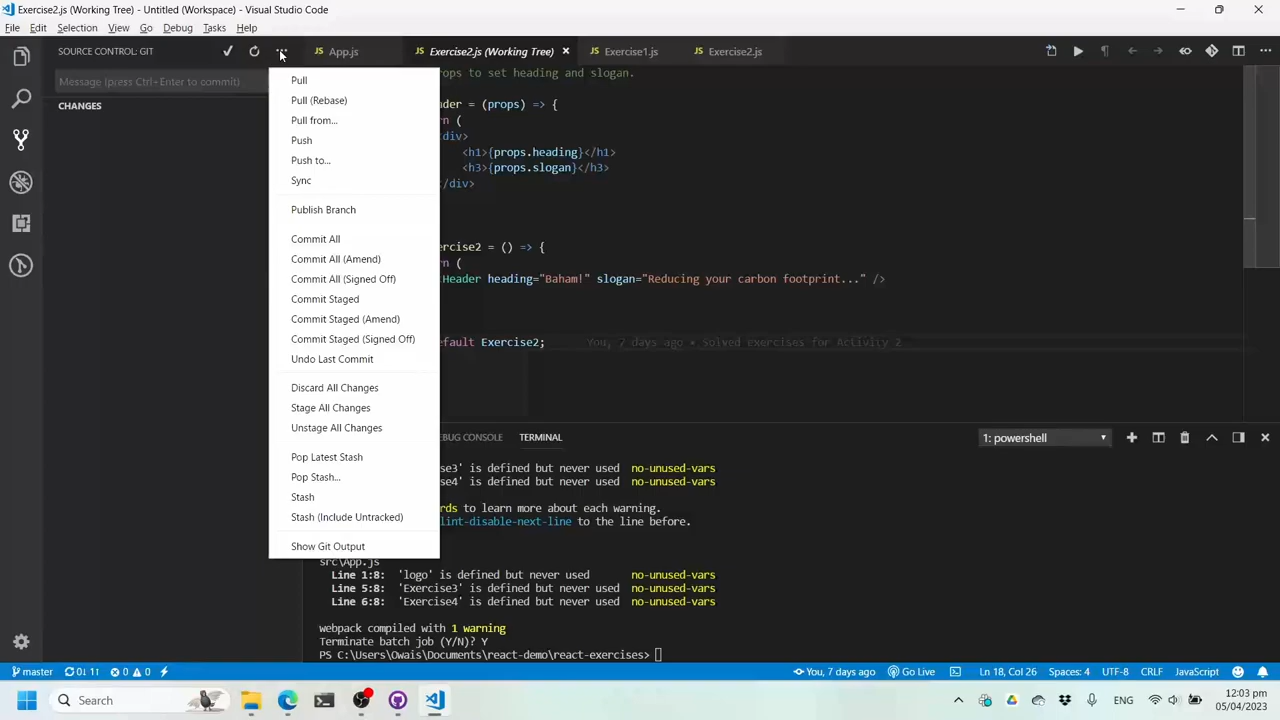 Exercise2.js (Working Tree) - Untitled (Workspace) - Visual Studio Code
File Edit Selection View Go Debug Tasks Help
SOURCE CONTROL: GIT
App.js
JS Exercise2.js (Working Tree)
JS Exercise1.js
JS Exercise2.js
Message (press Ctrl+Enter to commit)
CHANGES
Pull
Pull (Rebase)
Pull from...
Push
Push to...
Sync
Publish Branch
Commit All
Commit All (Amend)
Commit All (Signed Off)
Commit Staged
Commit Staged (Amend)
Commit Staged (Signed Off)
Undo Last Commit
Discard All Changes
Stage All Changes
Unstage All Changes
Pop Latest Stash
Pop Stash...
Stash
Stash (Include Untracked)
Show Git Output
rops to set heading and slogan.
der = (props) => {
rn (
div>
<h1>{props.heading}</h1>
<h3>{props.slogan}</h3>
/div>
ercise2 = () => {
rn (
Header heading="Baham!" slogan="Reducing your carbon footprint..." />
efault Exercise2; You, 7 days ago • Solved exercises for Activity 2
EBUG CONSOLE TERMINAL 1: powershell
se3' is defined but never used no-unused-vars
se4' is defined but never used no-unused-vars
rds to learn more about each warning.
lint-disable-next-line to the line before.
src\App.js
Line 1:8: 'logo' is defined but never used no-unused-vars
Line 5:8: 'Exercise3' is defined but never used no-unused-vars
Line 6:8: 'Exercise4' is defined but never used no-unused-vars
webpack compiled with 1 warning
Terminate batch job (Y/N)? Y
PS C:\Users\Owais\Documents\react-demo\react-exercises>
master 0↓ 1↑ 0 0 You, 7 days ago Go Live Ln 18, Col 26 Spaces: 4 UTF-8 CRLF JavaScript
Search ENG 12:03 pm
05/04/2023